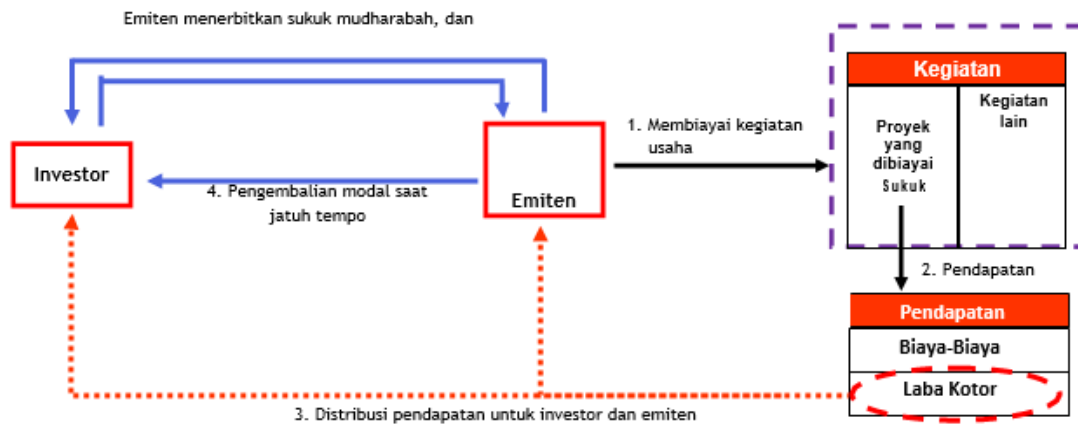 Emiten menerbitkan sukuk mudharabah, dan
Kegiatan
Kegiatan
lain
Proyek
yang
dibiayai
Sukuk
1. Membiayai kegiatan
usaha
Investor
Emiten
4. Pengembalian modal saat
jatuh tempo
2. Pendapatan
Pendapatan
Biaya-Biaya
Laba Kotor
3. Distribusi pendapatan untuk investor dan emiten